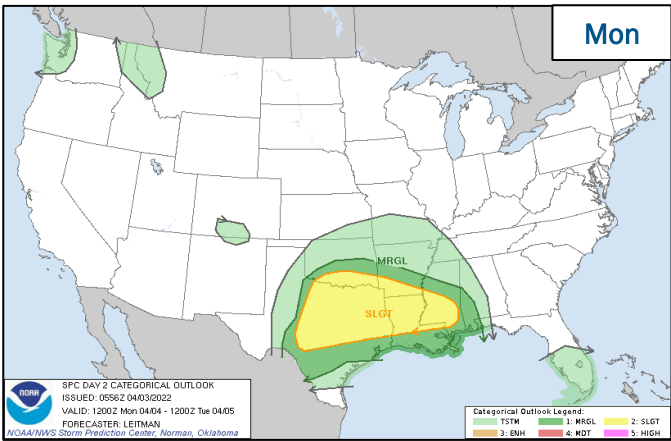 Mon
MRGL
SLGT
NOAA
SPC DAY 2 CATEGORICAL OUTLOOK
ISSUED: 0556Z 04/03/2022
VALID: 1200Z Mon 04/04 - 1200Z Tue 04/05
FORECASTER: LEITMAN
NOAA/NWS Storm Prediction Center, Norman, Oklahoma
Categorical Outlook Legend:
TSTM 1: MRGL 2: SLGT
3: ENH 4: MDT 5: HIGH